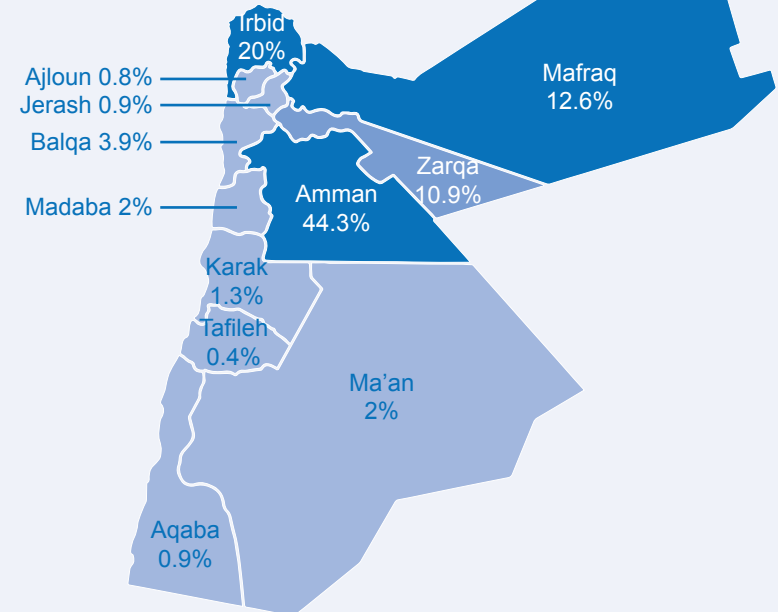 Irbid
20%
Ajloun 0.8%
Jerash 0.9%
Balqa 3.9%
Madaba 2%
Mafraq
12.6%
Zarqa
10.9%
Amman
44.3%
Karak
1.3%
Tafileh
0.4%
Ma’an
2%
Aqaba
0.9%